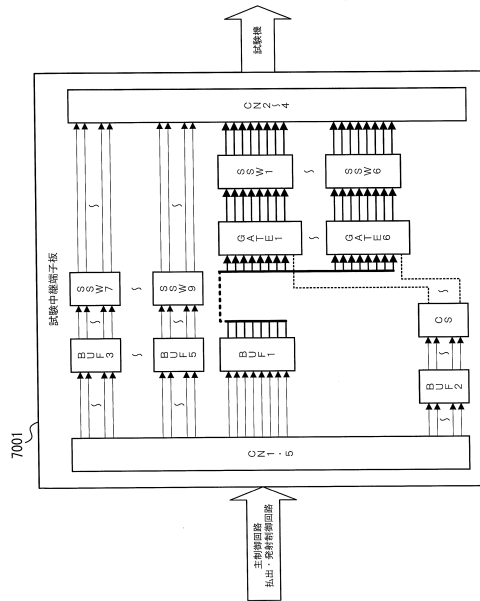 7001
試験中継端子板
主制御回路
払出・発射制御回路
CN1・5
BUF3
~
BUF5
BUF1
BUF2
SSW7
~
SSW9
CS
GATE1
~
GATE6
SSW1
~
SSW6
CN2~4
試験機